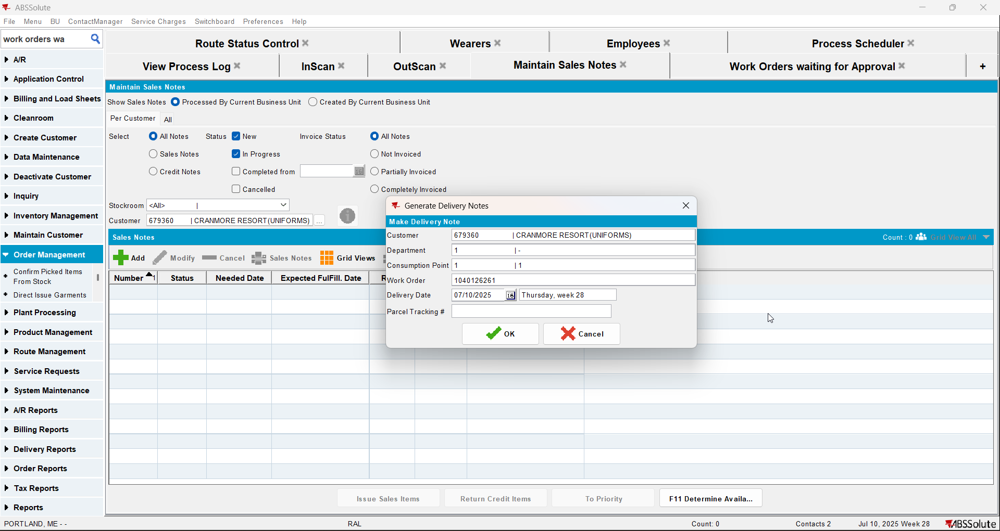 ABSSolute
File Menu BU ContactManager Service Charges Switchboard Preferences Help
work orders wa
Route Status Control Wearers Employees Process Scheduler
View Process Log InScan OutScan Maintain Sales Notes Work Orders waiting for Approval +
A/R
Application Control
Billing and Load Sheets
Cleanroom
Create Customer
Data Maintenance
Deactivate Customer
Inquiry
Inventory Management
Maintain Customer
Order Management
Confirm Picked Items
From Stock
Direct Issue Garments
Plant Processing
Product Management
Route Management
Service Requests
System Maintenance
A/R Reports
Billing Reports
Delivery Reports
Order Reports
Tax Reports
Reports
Maintain Sales Notes
Show Sales Notes Processed By Current Business Unit Created By Current Business Unit
Per Customer All
Select All Notes Status New Invoice Status All Notes
Sales Notes In Progress Not Invoiced
Credit Notes Completed from 16 Partially Invoiced
Cancelled Completely Invoiced
Stockroom <All> |
Customer 679360 | CRANMORE RESORT(UNIFORMS) ...
Sales Notes Count : 0 Grid View All
Add Modify Cancel Sales Notes Grid Views
Number 1 Status Needed Date Expected FulFill. Date R
Generate Delivery Notes
Make Delivery Note
Customer 679360 | CRANMORE RESORT(UNIFORMS)
Department 1 | -
Consumption Point 1 | 1
Work Order 1040126261
Delivery Date 07/10/2025 16 Thursday, week 28
Parcel Tracking #
OK Cancel
Issue Sales Items Return Credit Items To Priority F11 Determine Availa...
PORTLAND, ME - - RAL Count: 0 Contacts 2 Jul 10, 2025 Week 28 ABSSolute